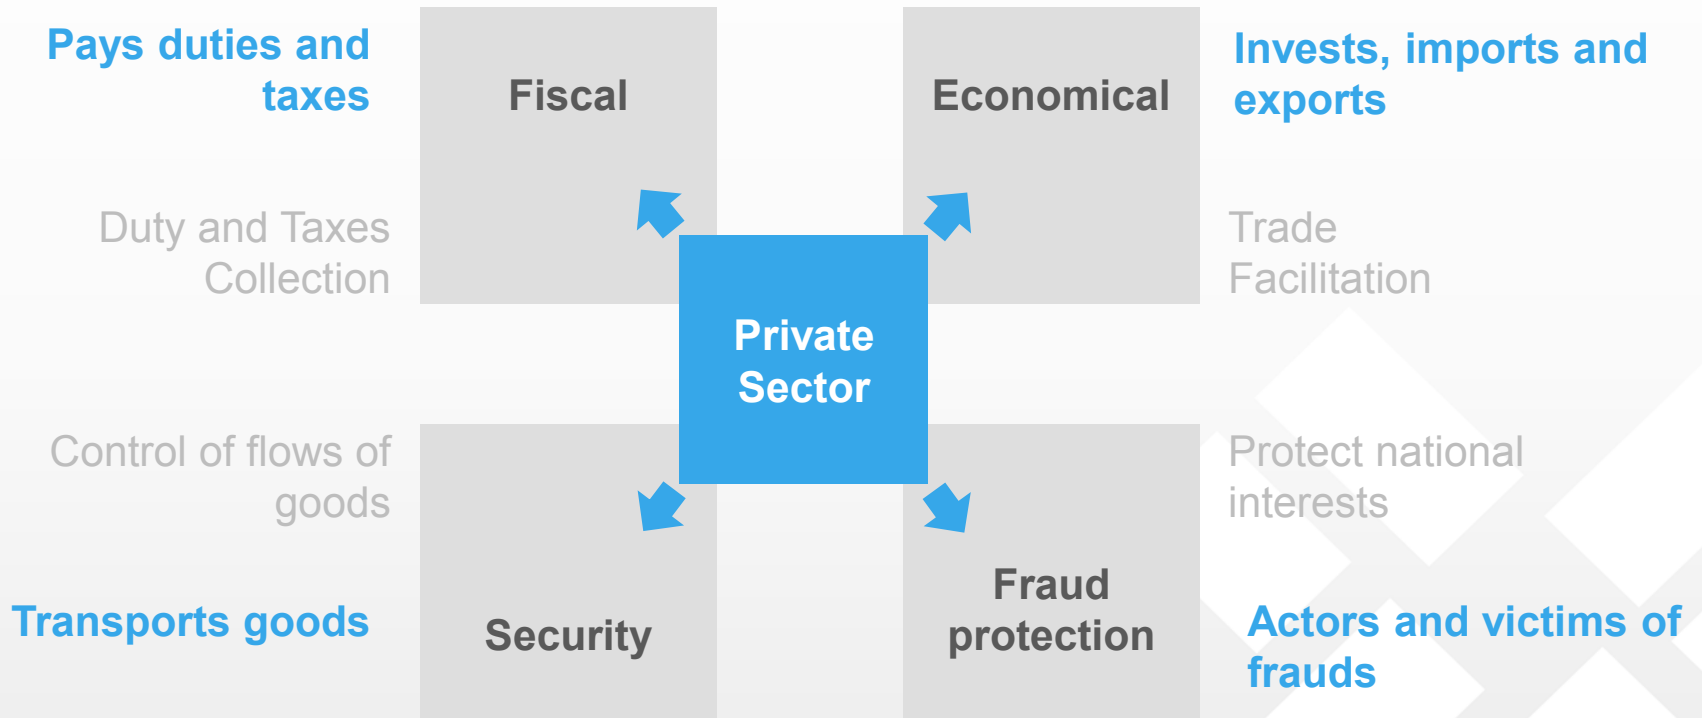 Pays duties and
taxes
Fiscal
Economical
Invests, imports and
exports
Duty and Taxes
Collection
Trade
Facilitation
Private
Sector
Control of flows of
goods
Protect national
interests
Transports goods
Security
Fraud
protection
Actors and victims of
frauds